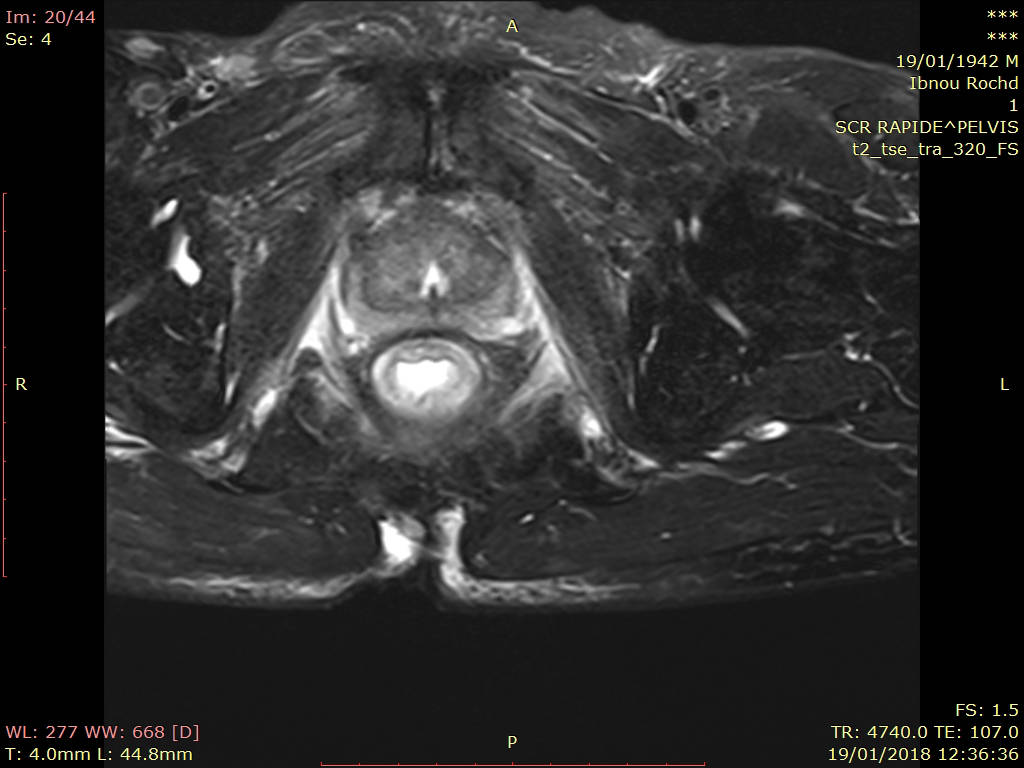 Im: 20/44
Se: 4
A
***
***
19/01/1942 M
Ibnou Rochd
1
SCR RAPIDE^PELVIS
t2_tse_tra_320_FS
R
L
WL: 277 WW: 668 [D]
T: 4.0mm L: 44.8mm
P
FS: 1.5
TR: 4740.0 TE: 107.0
19/01/2018 12:36:36